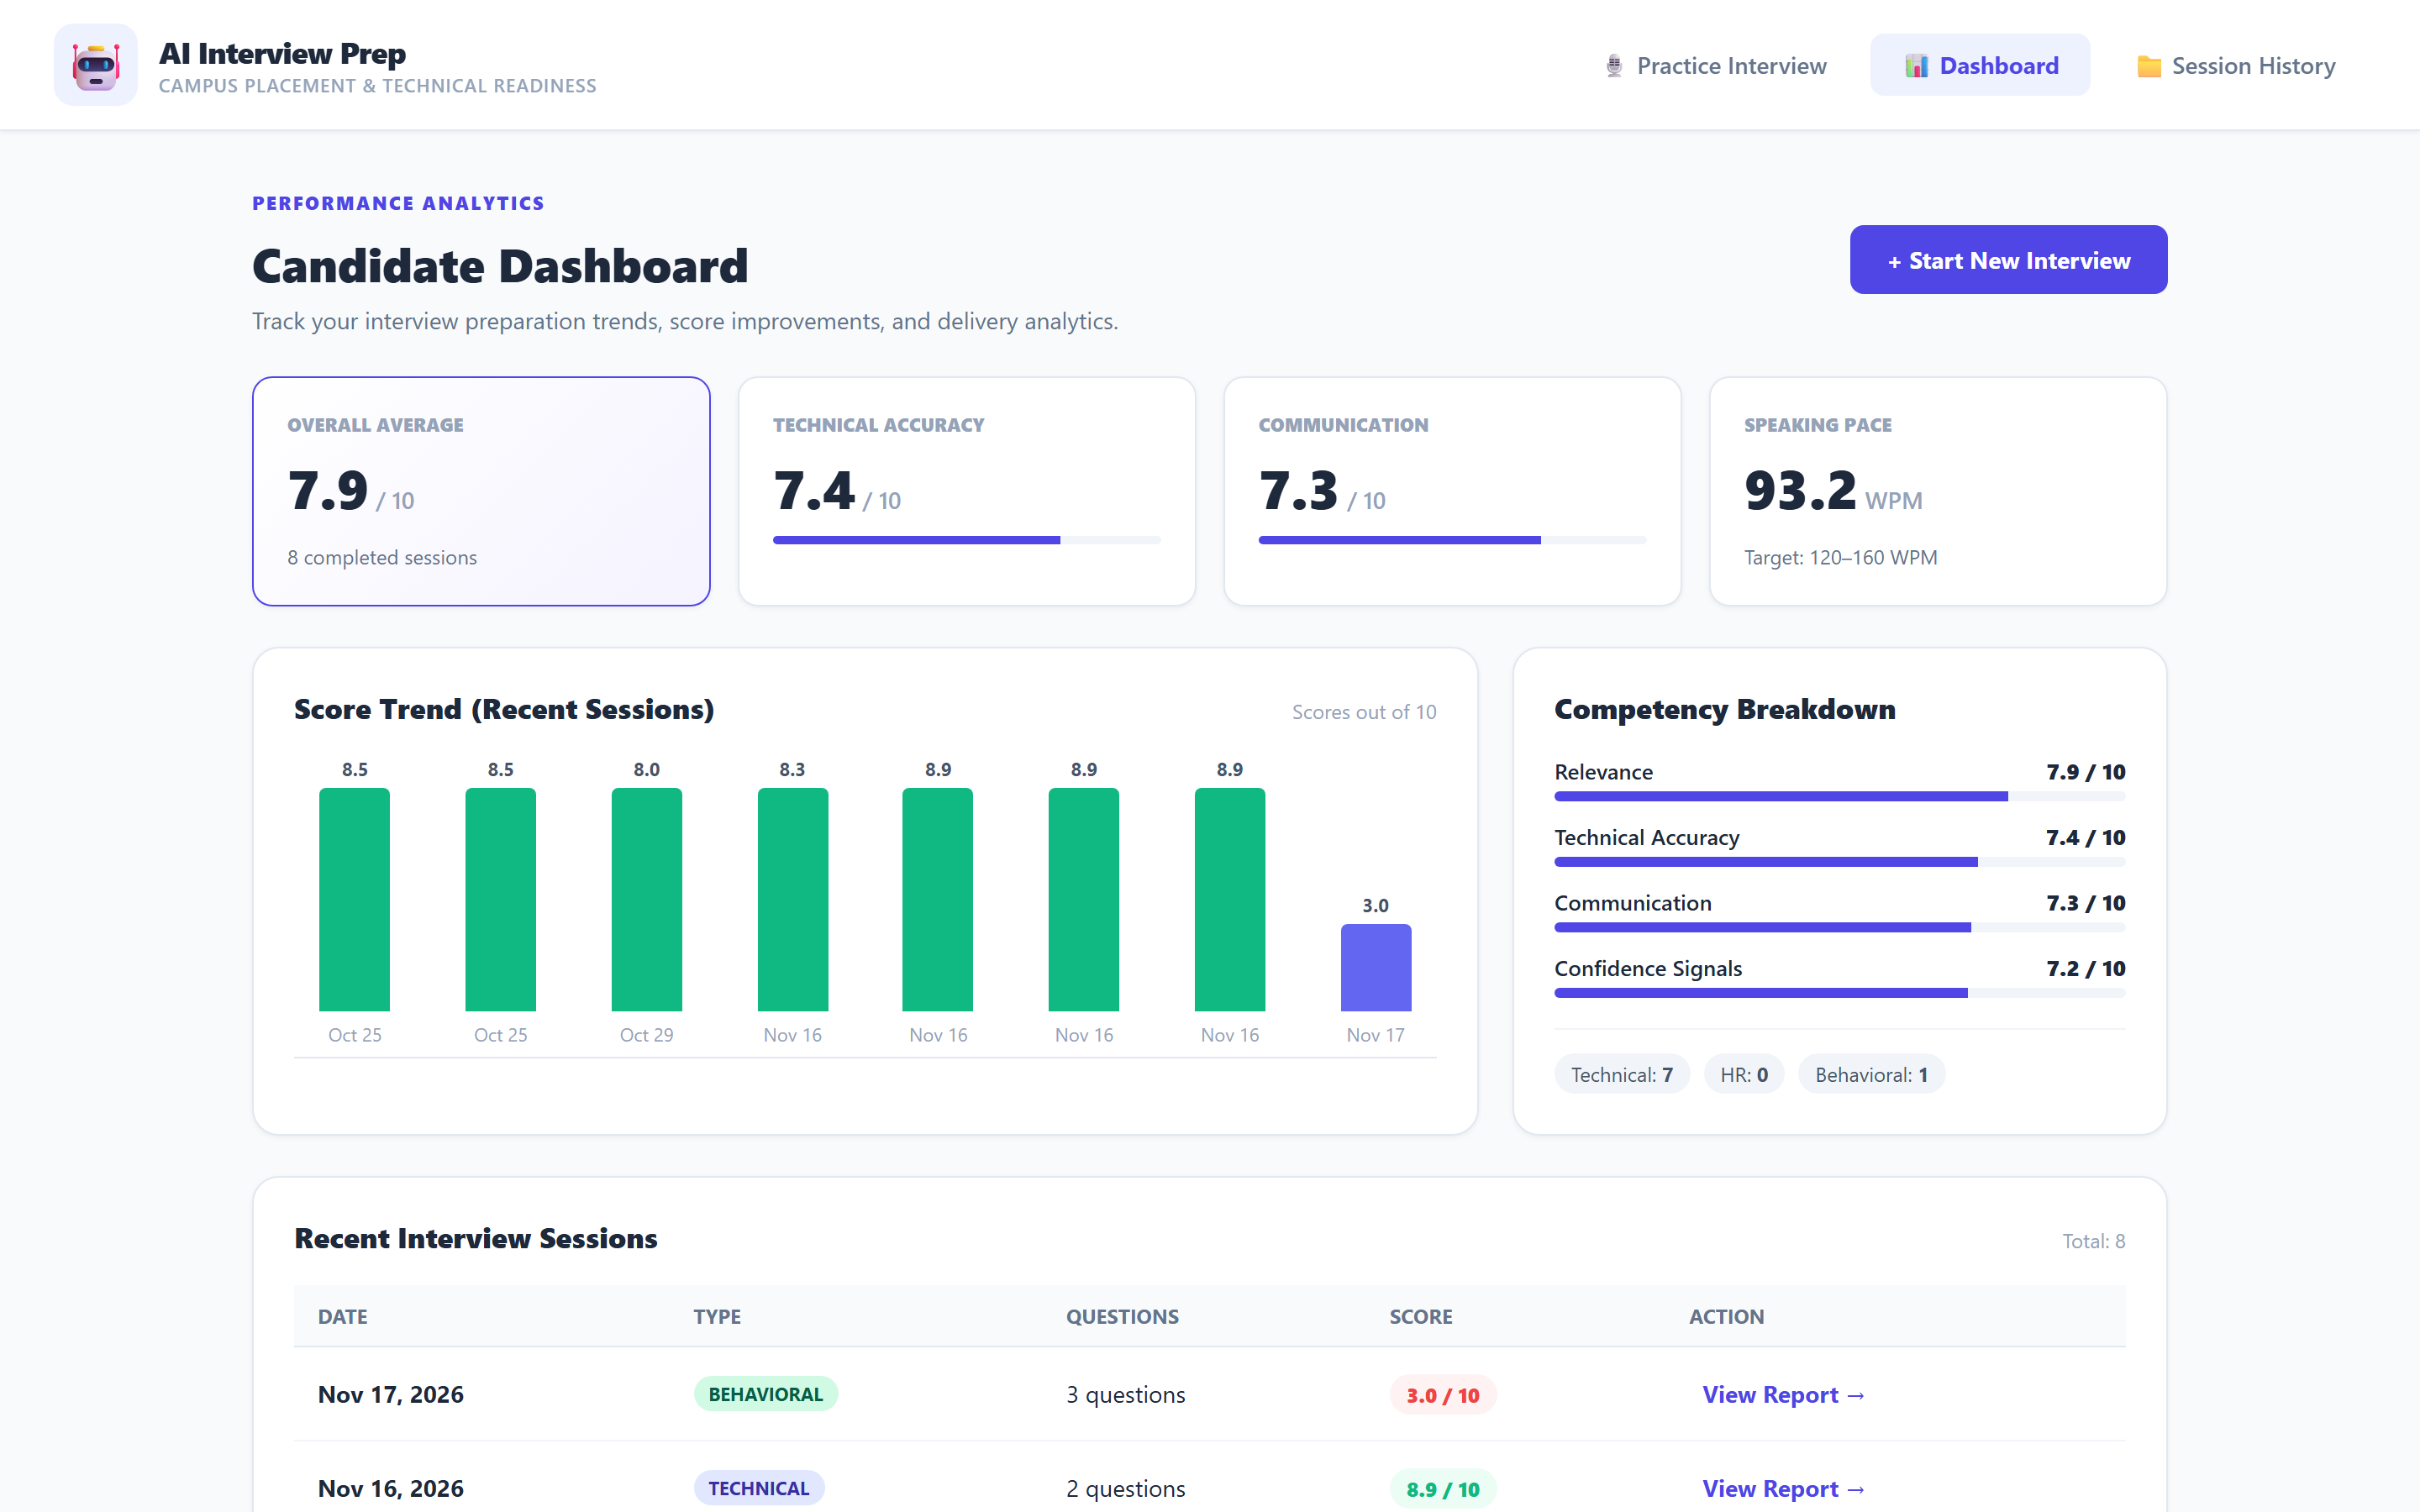 AI Interview Prep
CAMPUS PLACEMENT & TECHNICAL READINESS
Practice Interview
Dashboard
Session History
PERFORMANCE ANALYTICS
Candidate Dashboard
Track your interview preparation trends, score improvements, and delivery analytics.
+ Start New Interview
OVERALL AVERAGE
7.9 / 10
8 completed sessions
TECHNICAL ACCURACY
7.4 / 10
COMMUNICATION
7.3 / 10
SPEAKING PACE
93.2 WPM
Target: 120–160 WPM
Score Trend (Recent Sessions)
Scores out of 10
8.5 8.5 8.0 8.3 8.9 8.9 8.9 3.0
Oct 25 Oct 25 Oct 29 Nov 16 Nov 16 Nov 16 Nov 16 Nov 17
Competency Breakdown
Relevance 7.9 / 10
Technical Accuracy 7.4 / 10
Communication 7.3 / 10
Confidence Signals 7.2 / 10
Technical: 7 HR: 0 Behavioral: 1
Recent Interview Sessions
Total: 8
DATE TYPE QUESTIONS SCORE ACTION
Nov 17, 2026 BEHAVIORAL 3 questions 3.0 / 10 View Report →
Nov 16, 2026 TECHNICAL 2 questions 8.9 / 10 View Report →